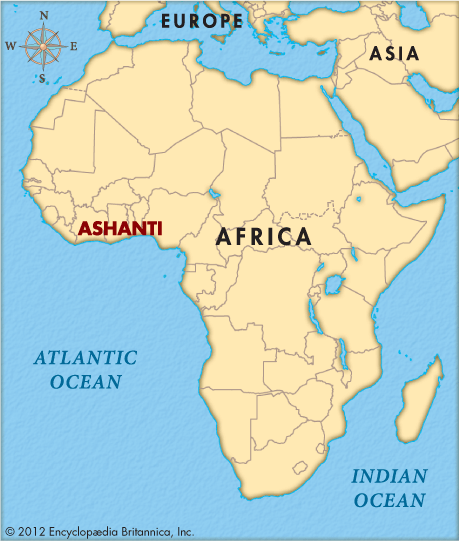 EUROPE
N
W E
S
ASIA
ASHANTI
AFRICA
ATLANTIC
OCEAN
INDIAN
OCEAN
© 2012 Encyclopædia Britannica, Inc.